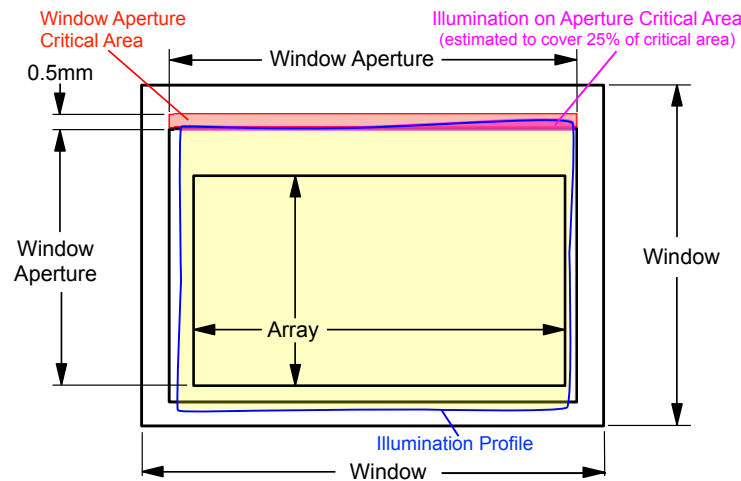 Window Aperture
Critical Area
Illumination on Aperture Critical Area
(estimated to cover 25% of critical area)
Window Aperture
0.5mm
Window
Aperture
Window
Array
Illumination Profile
Window